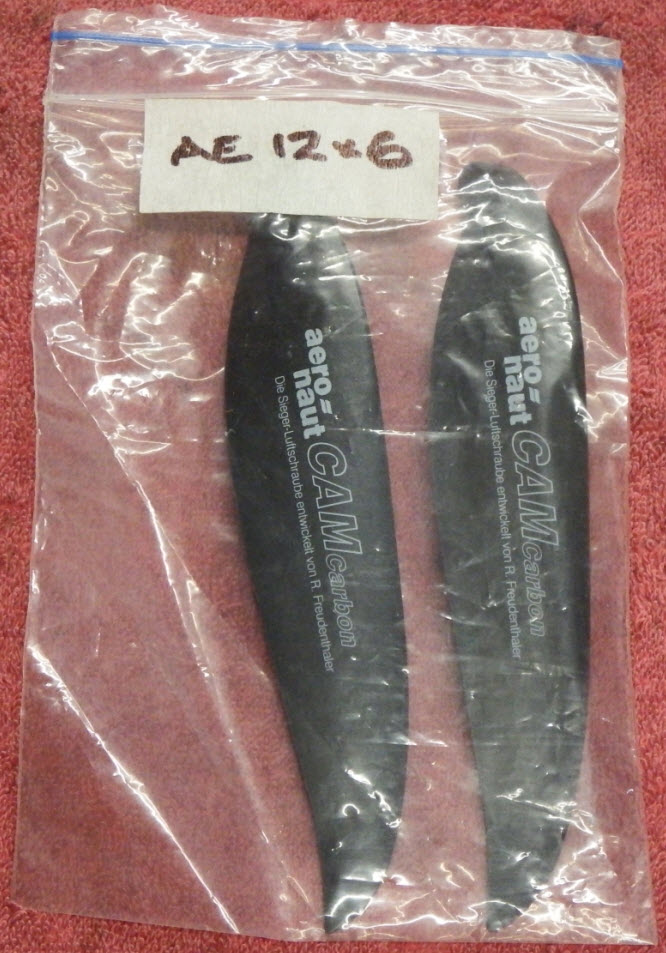 AE 12x6
aero=
naut CAMcarbon
Die Sieger-Luftschraube entwickelt von R. Freudenthaler
aero=
naut CAMcarbon
Die Sieger-Luftschraube entwickelt von R. Freudenthaler